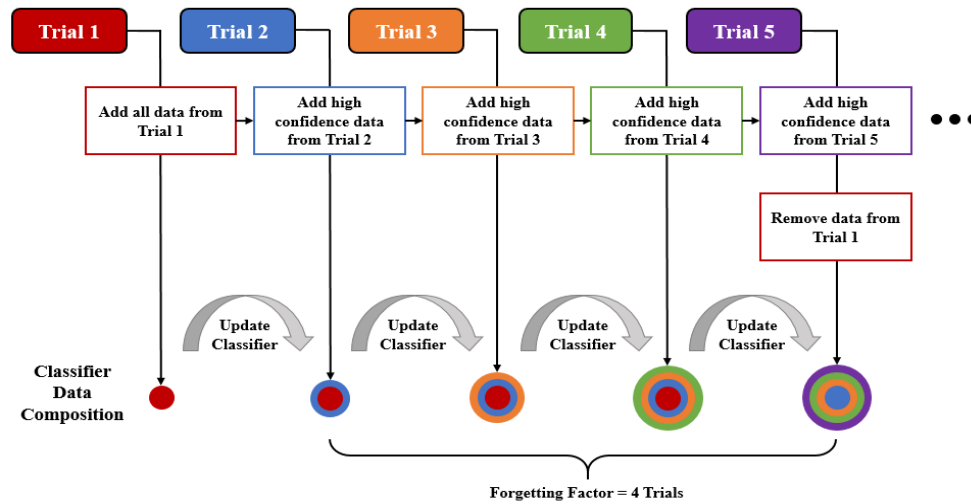 Trial 1
Trial 2
Trial 3
Trial 4
Trial 5
Add all data from
Trial 1
Add high
confidence data
from Trial 2
Add high
confidence data
from Trial 3
Add high
confidence data
from Trial 4
Add high
confidence data
from Trial 5
Remove data from
Trial 1
Update
Classifier
Update
Classifier
Update
Classifier
Update
Classifier
Classifier
Data
Composition
Forgetting Factor = 4 Trials